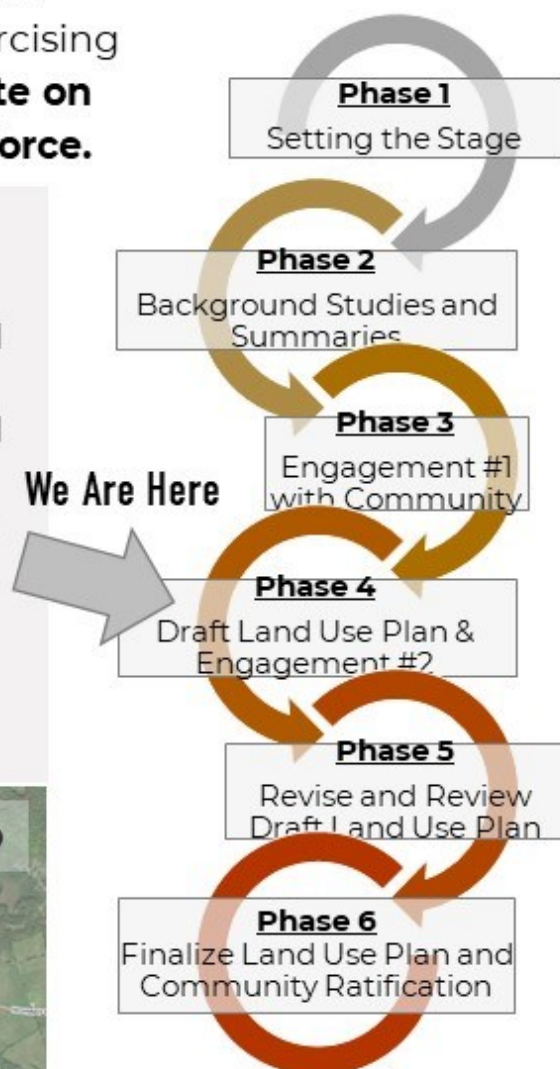 rcising
te on
orce.
Phase 1
Setting the Stage
Phase 2
Background Studies and
Summaries
Phase 3
Engagement #1
with Community
We Are Here
Phase 4
Draft Land Use Plan &
Engagement #2
Phase 5
Revise and Review
Draft Land Use Plan
Phase 6
Finalize Land Use Plan and
Community Ratification